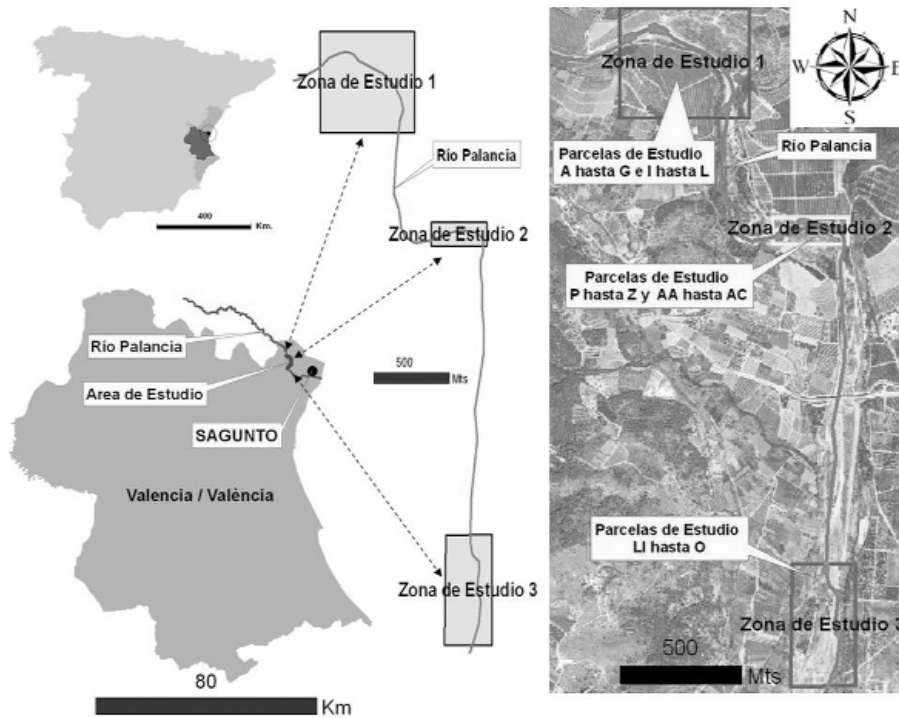 400
Km.
Zona de Estudio 1
Río Palancia
Zona de Estudio 2
500
Mts
Zona de Estudio 3
Río Palancia
Area de Estudio
SAGUNTO
Valencia / València
80
Km
Zona de Estudio 1
N
W
E
S
Parcelas de Estudio
A hasta G e I hasta L
Río Palancia
Zona de Estudio 2
Parcelas de Estudio
P hasta Z y AA hasta AC
Parcelas de Estudio
LI hasta O
Zona de Estudio 3
500
Mts